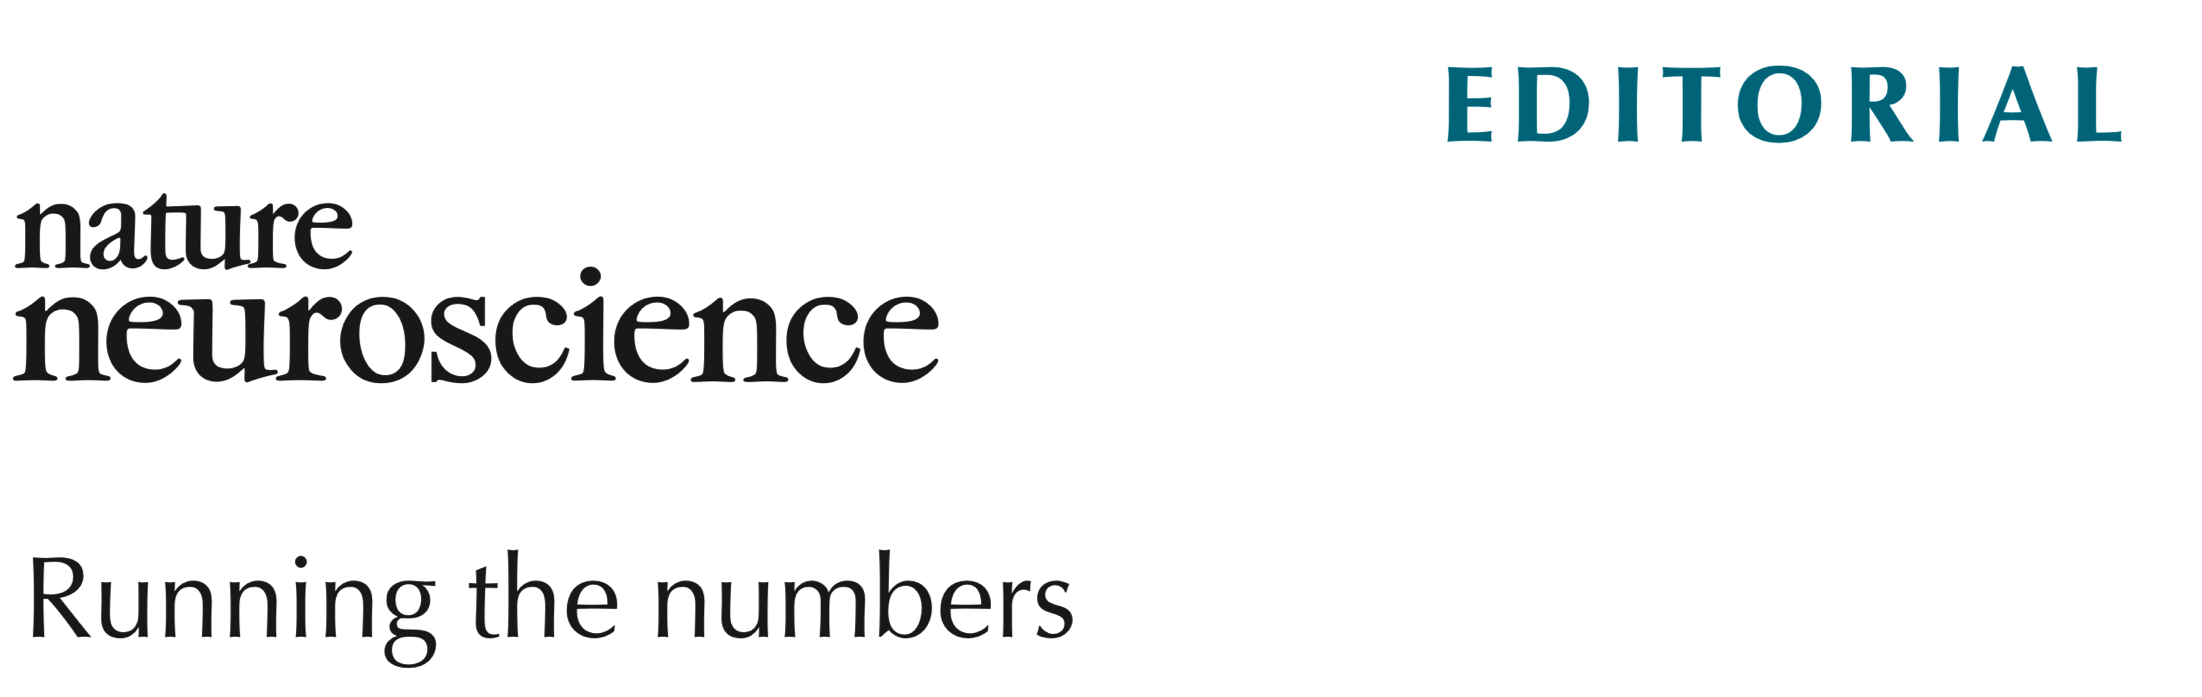 EDITORIAL
nature
neuroscience
Running the numbers